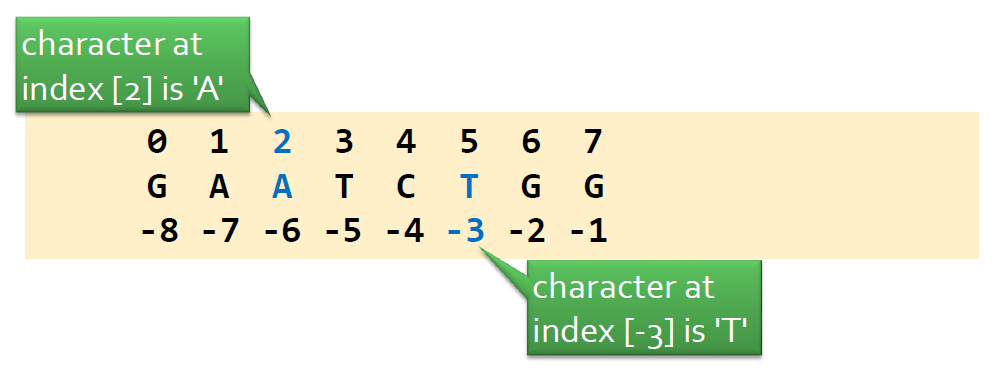 character at
index [2] is 'A'
0 1 2 3 4 5 6 7
G A A T C T G G
-8 -7 -6 -5 -4 -3 -2 -1
character at
index [-3] is 'T'